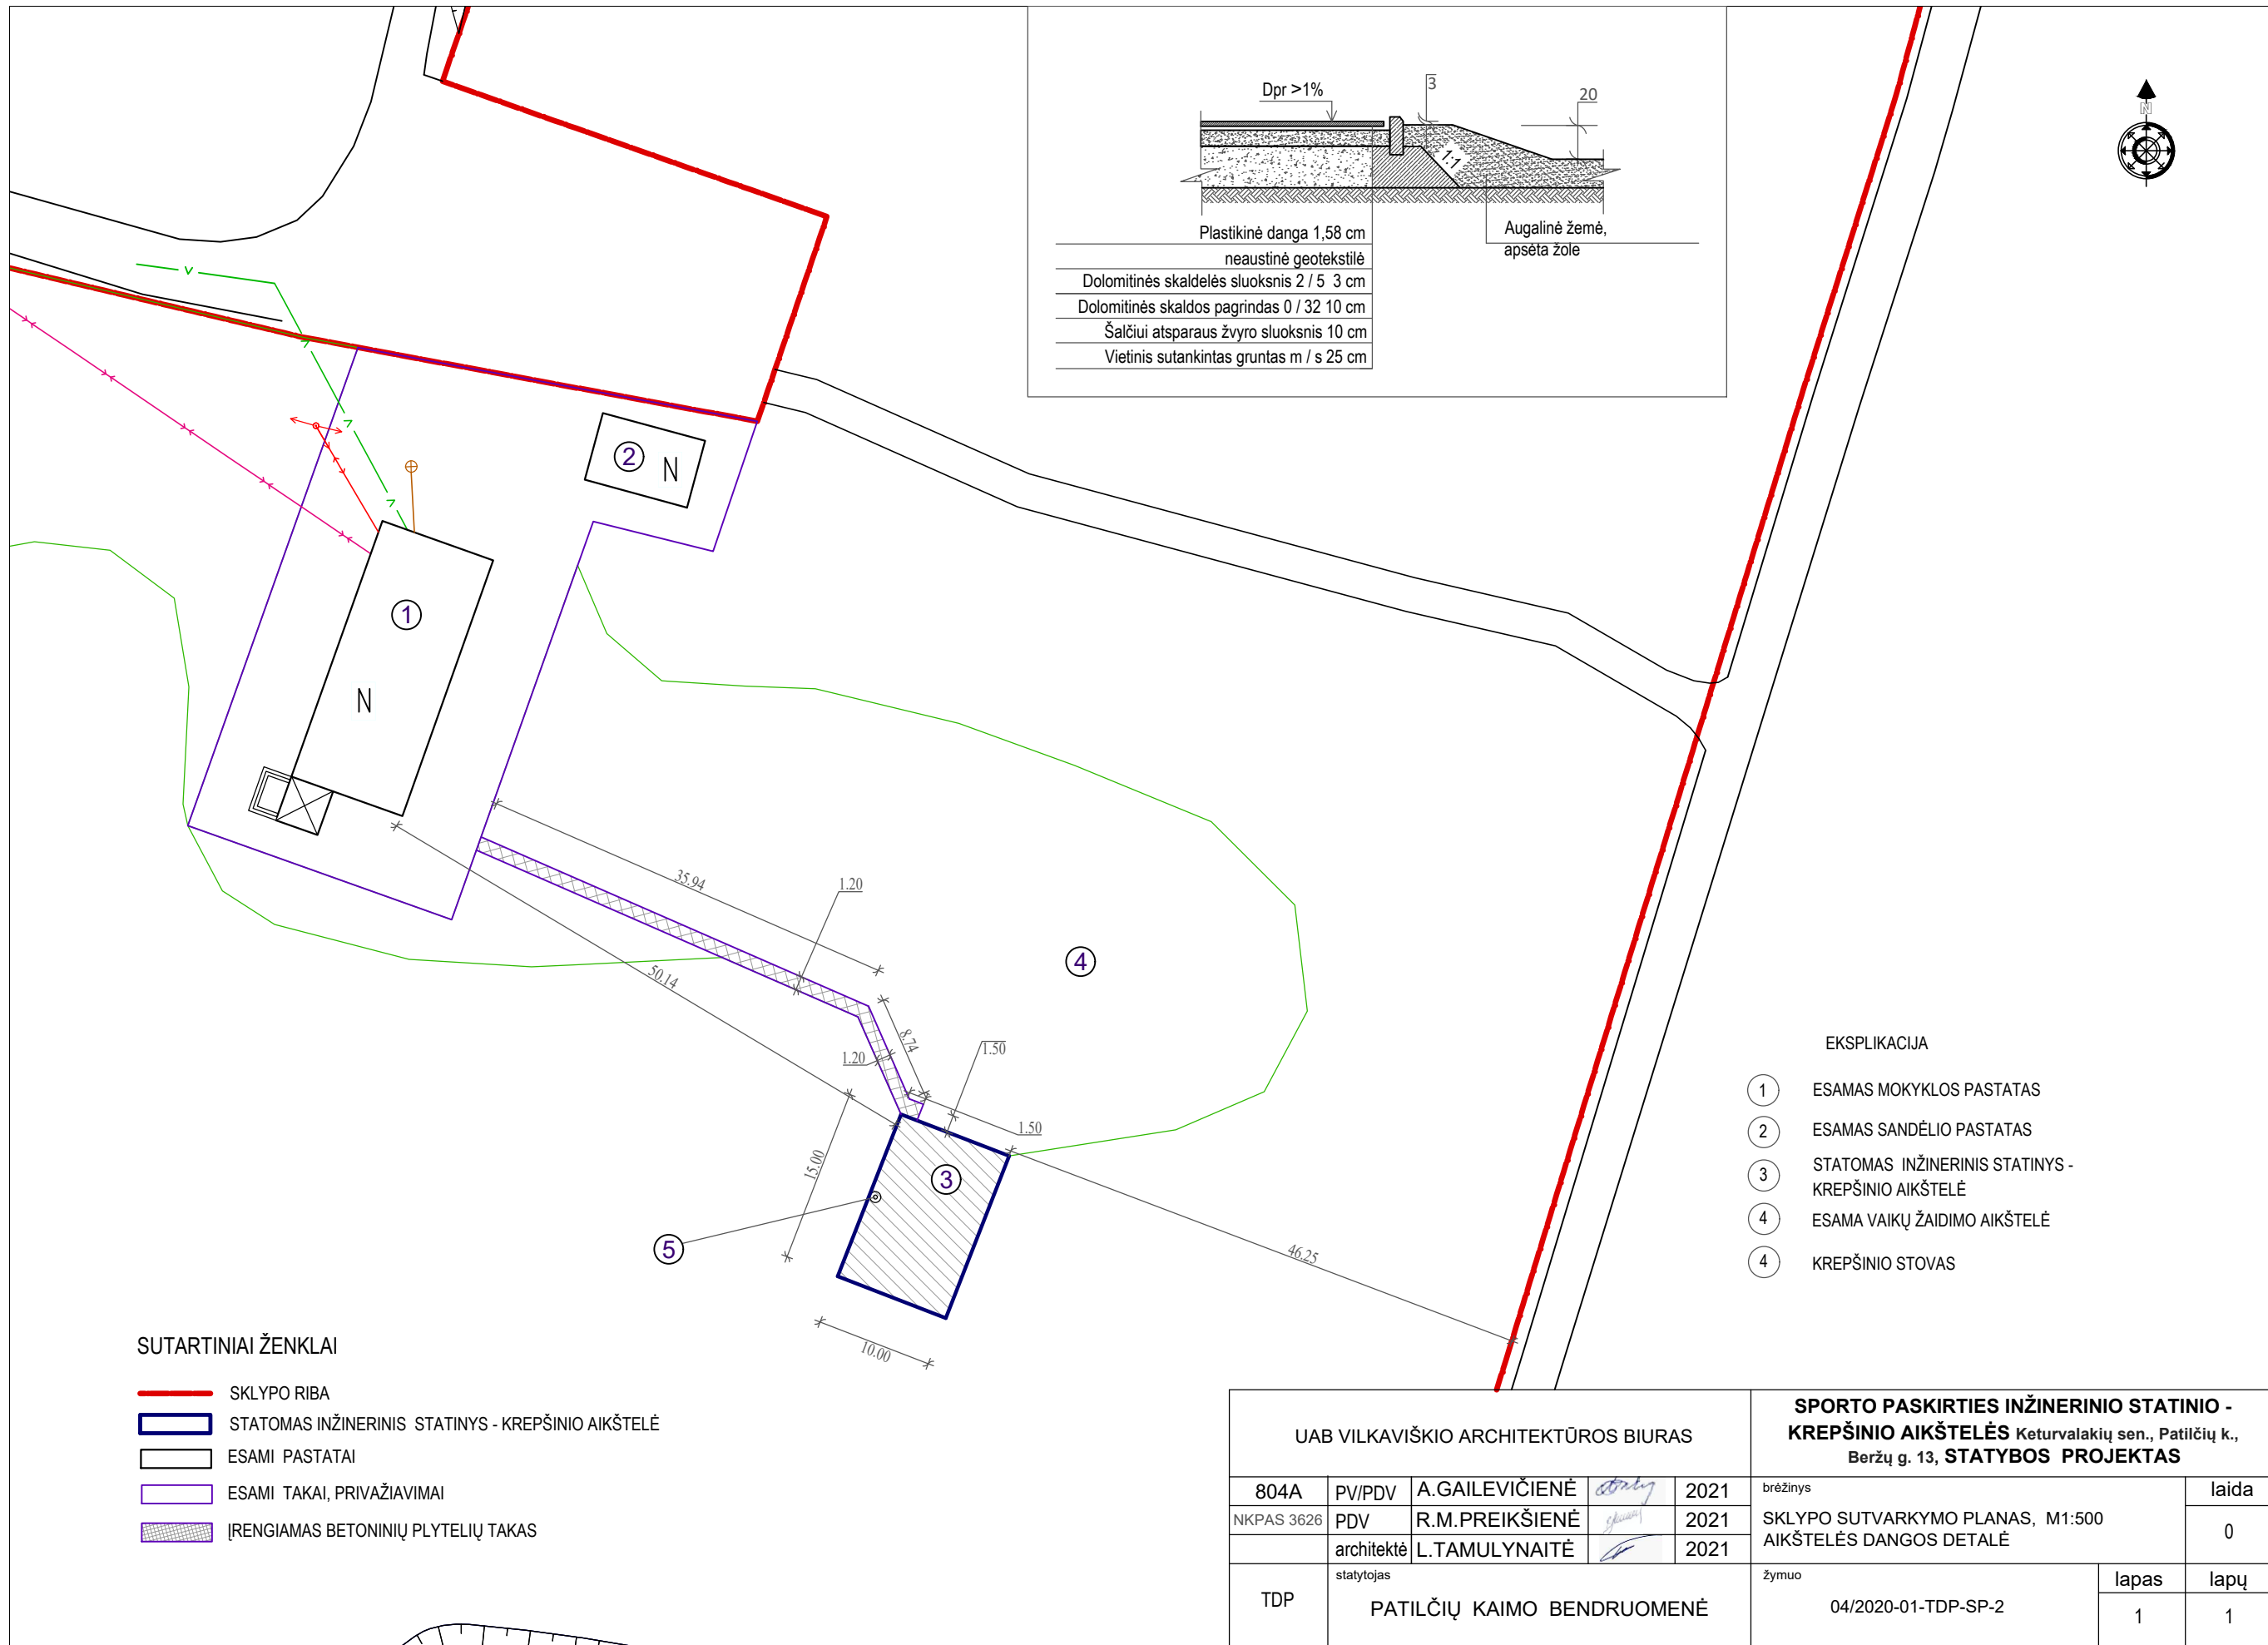 Dpr >1%
3
20
1:1
N
Plastikinė danga 1,58 cm
neaustinė geotekstilė
Dolomitinės skaldelės sluoksnis 2 / 5 3 cm
Dolomitinės skaldos pagrindas 0 / 32 10 cm
Šalčiui atsparaus žvyro sluoksnis 10 cm
Vietinis sutankintas gruntas m / s 25 cm
Augalinė žemė,
apsėta žole
2 N
1
N
35.94
1.20
50.14
4
8.74
1.20
1.50
1.50
15.00
3
5
46.25
10.00
EKSPLIKACIJA
1 ESAMAS MOKYKLOS PASTATAS
2 ESAMAS SANDĖLIO PASTATAS
3 STATOMAS INŽINERINIS STATINYS -
KREPŠINIO AIKŠTELĖ
4 ESAMA VAIKŲ ŽAIDIMO AIKŠTELĖ
4 KREPŠINIO STOVAS
SUTARTINIAI ŽENKLAI
SKLYPO RIBA
STATOMAS INŽINERINIS STATINYS - KREPŠINIO AIKŠTELĖ
ESAMI PASTATAI
ESAMI TAKAI, PRIVAŽIAVIMAI
ĮRENGIAMAS BETONINIŲ PLYTELIŲ TAKAS
UAB VILKAVIŠKIO ARCHITEKTŪROS BIURAS
SPORTO PASKIRTIES INŽINERINIO STATINIO -
KREPŠINIO AIKŠTELĖS Keturvalakių sen., Patilčių k.,
Beržų g. 13, STATYBOS PROJEKTAS
804A PV/PDV A.GAILEVIČIENĖ 2021
NKPAS 3626 PDV R.M.PREIKŠIENĖ 2021
architektė L.TAMULYNAITĖ 2021
brėžinys
SKLYPO SUTVARKYMO PLANAS, M1:500
AIKŠTELĖS DANGOS DETALĖ
laida
0
TDP
statytojas
PATILČIŲ KAIMO BENDRUOMENĖ
žymuo
04/2020-01-TDP-SP-2
lapas lapų
1 1